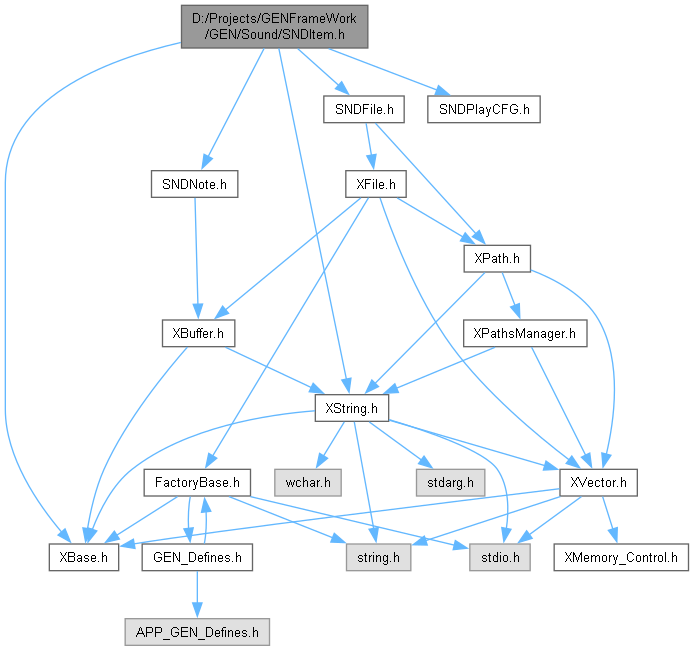 D:/Projects/GENFrameWork
/GEN/Sound/SNDItem.h
SNDFile.h
SNDPlayCFG.h
SNDNote.h
XFile.h
XPath.h
XBuffer.h
XPathsManager.h
XString.h
FactoryBase.h
wchar.h
stdarg.h
XVector.h
XBase.h
GEN_Defines.h
string.h
stdio.h
XMemory_Control.h
APP_GEN_Defines.h